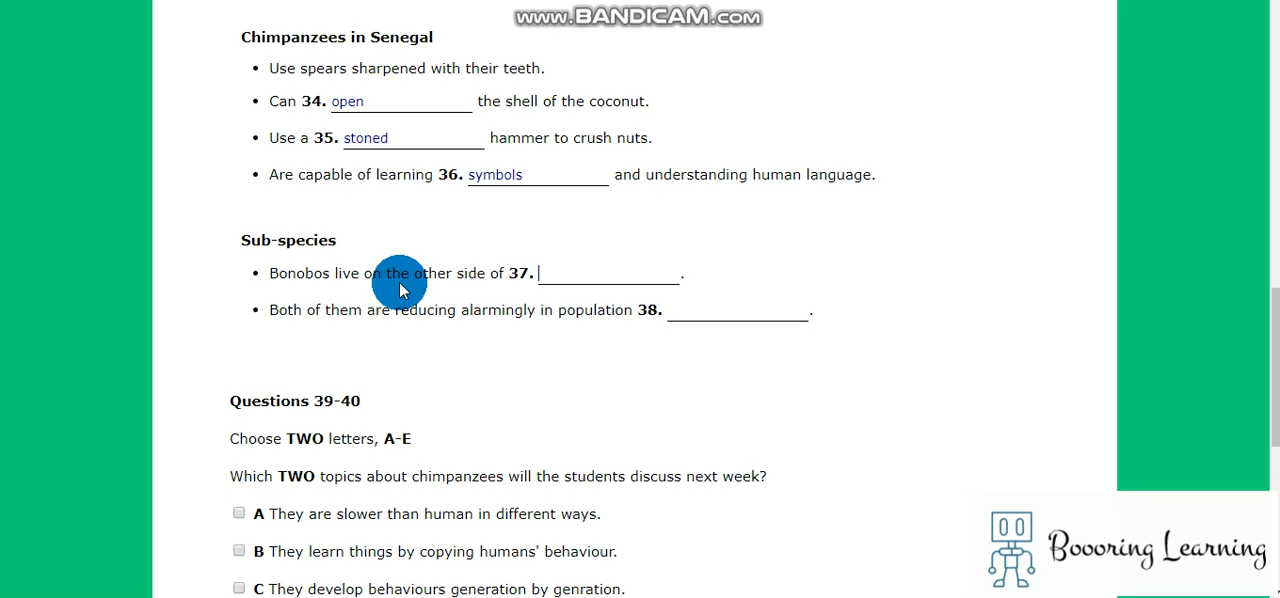 www.BANDICAM.com
Chimpanzees in Senegal
• Use spears sharpened with their teeth.
• Can 34. open the shell of the coconut.
• Use a 35. stoned hammer to crush nuts.
• Are capable of learning 36. symbols and understanding human language.
Sub-species
• Bonobos live on the other side of 37. .
• Both of them are reducing alarmingly in population 38. .
Questions 39-40
Choose TWO letters, A-E
Which TWO topics about chimpanzees will the students discuss next week?
A They are slower than human in different ways.
B They learn things by copying humans' behaviour.
C They develop behaviours generation by genration.
Boooring Learning